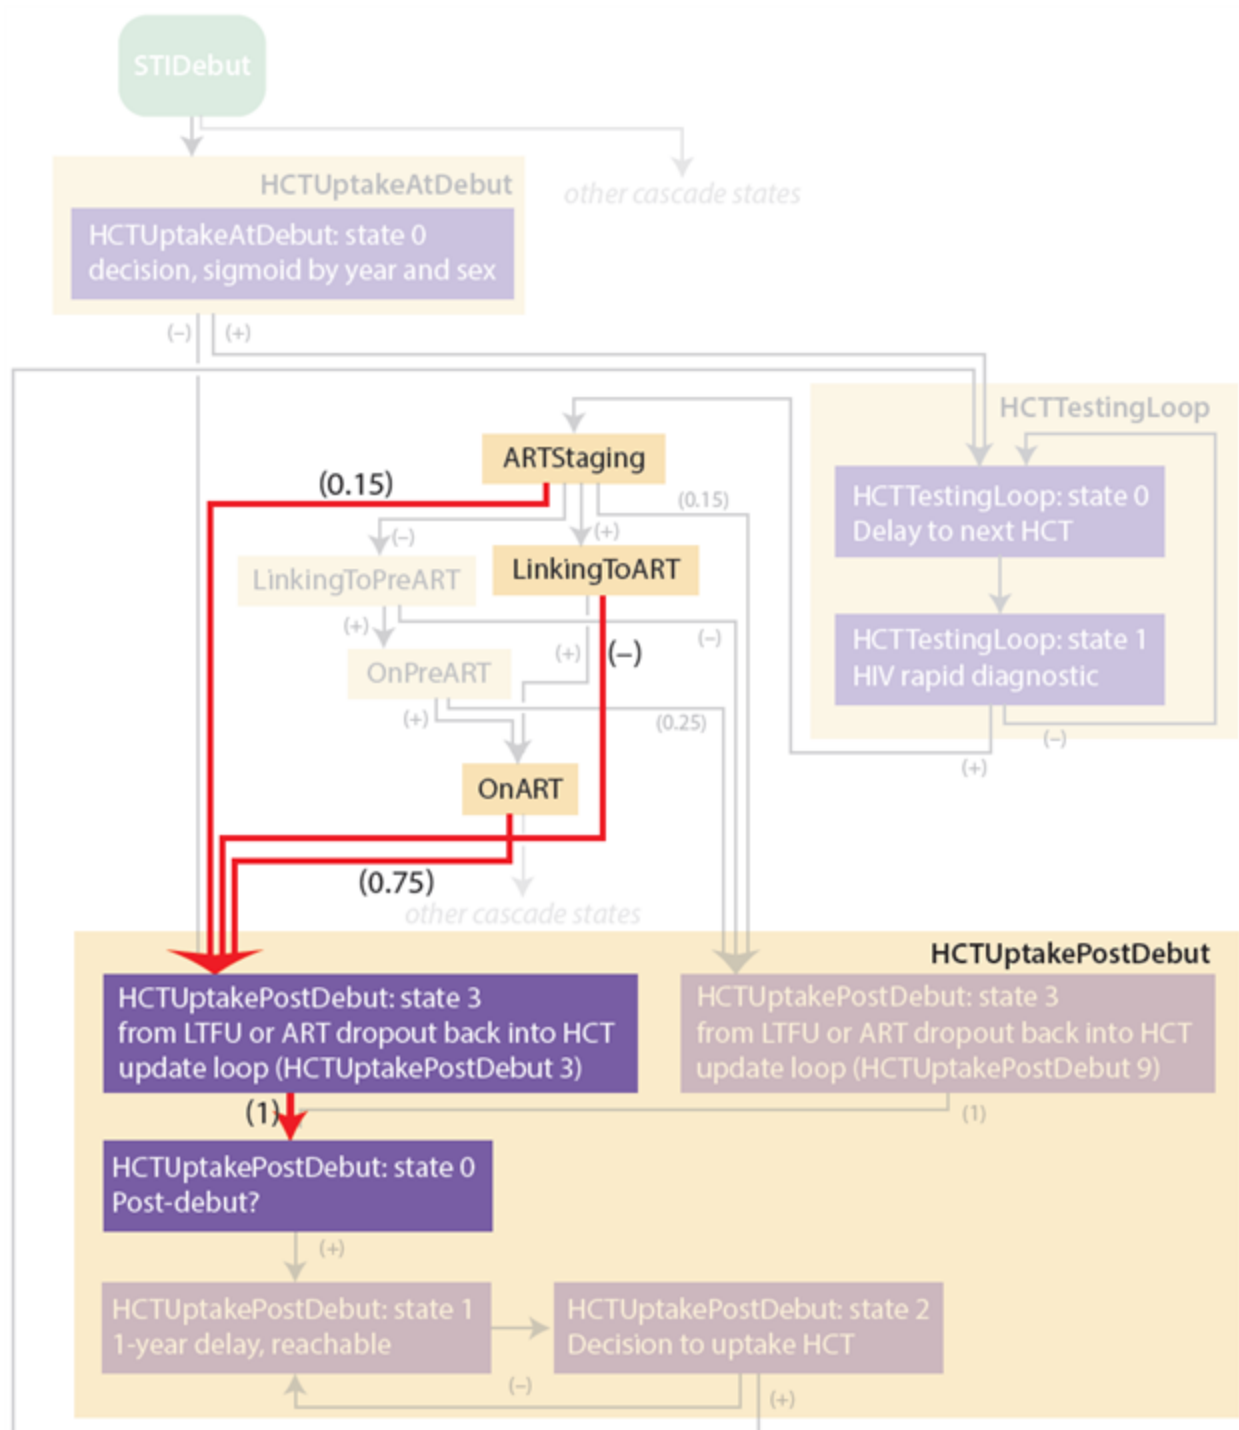 STIDebut
HCTUptakeAtDebut
other cascade states
HCTUptakeAtDebut: state 0
decision, sigmoid by year and sex
(–)
(+)
HCTTestingLoop
ARTStaging
(0.15)
(0.15)
HCTTestingLoop: state 0
Delay to next HCT
(–)
(+)
LinkingToPreART
LinkingToART
(+)
(–)
HCTTestingLoop: state 1
HIV rapid diagnostic
(+)
(–)
OnPreART
(+)
(0.25)
(–)
(+)
OnART
(0.75)
other cascade states
HCTUptakePostDebut
HCTUptakePostDebut: state 3
from LTFU or ART dropout back into HCT
update loop (HCTUptakePostDebut 3)
HCTUptakePostDebut: state 3
from LTFU or ART dropout back into HCT
update loop (HCTUptakePostDebut 9)
(1)
(1)
HCTUptakePostDebut: state 0
Post-debut?
(+)
HCTUptakePostDebut: state 1
1-year delay, reachable
HCTUptakePostDebut: state 2
Decision to uptake HCT
(–)
(+)